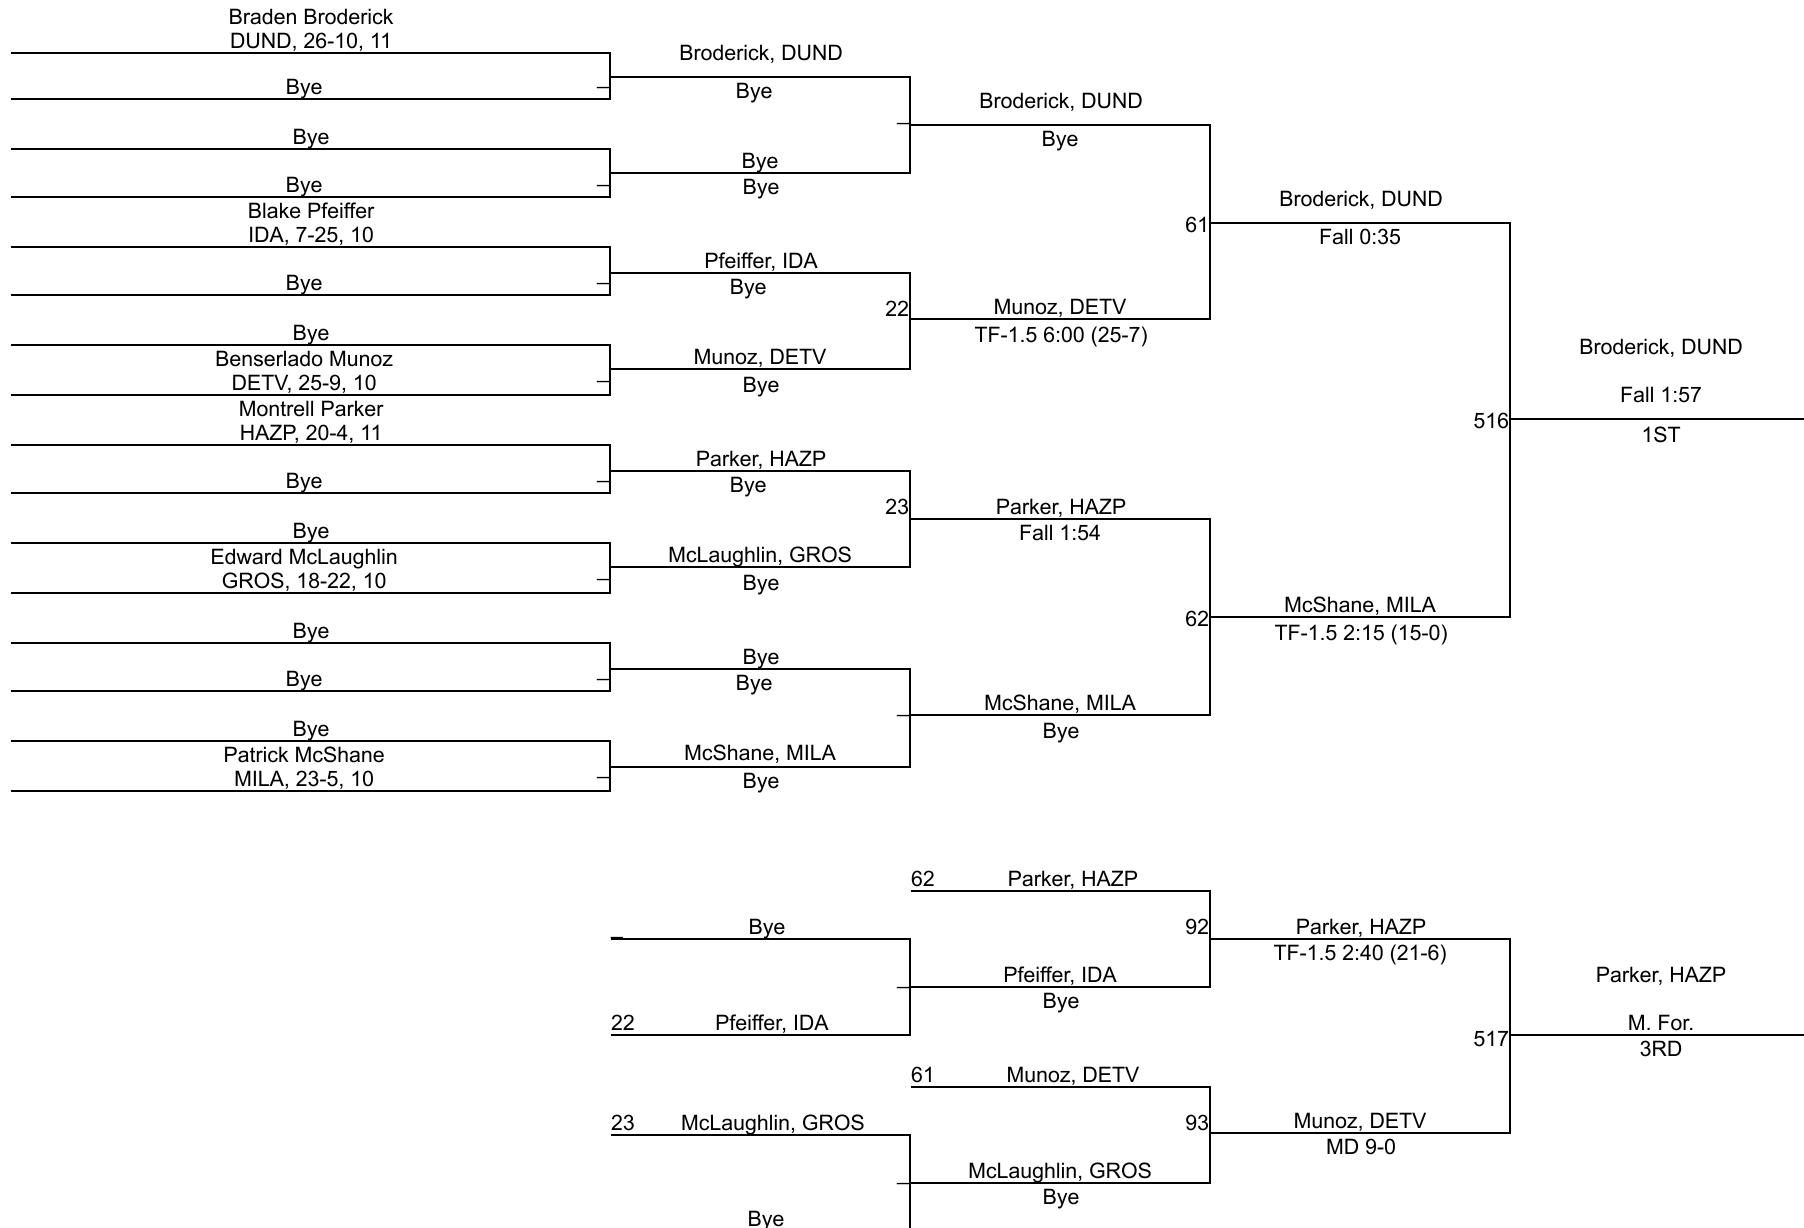 Braden Broderick
DUND, 26-10, 11
Bye
Bye
Bye
Blake Pfeiffer
IDA, 7-25, 10
Bye
Bye
Benserlado Munoz
DETV, 25-9, 10
Montrell Parker
HAZP, 20-4, 11
Bye
Bye
Edward McLaughlin
GROS, 18-22, 10
Bye
Bye
Bye
Patrick McShane
MILA, 23-5, 10
Broderick, DUND
Bye
Bye
Bye
Pfeiffer, IDA
Bye
22
Munoz, DETV
Bye
Parker, HAZP
Bye
23
McLaughlin, GROS
Bye
Bye
Bye
McShane, MILA
Bye
Broderick, DUND
Bye
61
Munoz, DETV
TF-1.5 6:00 (25-7)
Parker, HAZP
Fall 1:54
62
McShane, MILA
Bye
Broderick, DUND
Fall 0:35
516
McShane, MILA
TF-1.5 2:15 (15-0)
Broderick, DUND
Fall 1:57
1ST
Bye
22 Pfeiffer, IDA
23 McLaughlin, GROS
Bye
62 Parker, HAZP
92
Pfeiffer, IDA
Bye
61 Munoz, DETV
93
McLaughlin, GROS
Bye
Parker, HAZP
TF-1.5 2:40 (21-6)
517
Munoz, DETV
MD 9-0
Parker, HAZP
M. For.
3RD